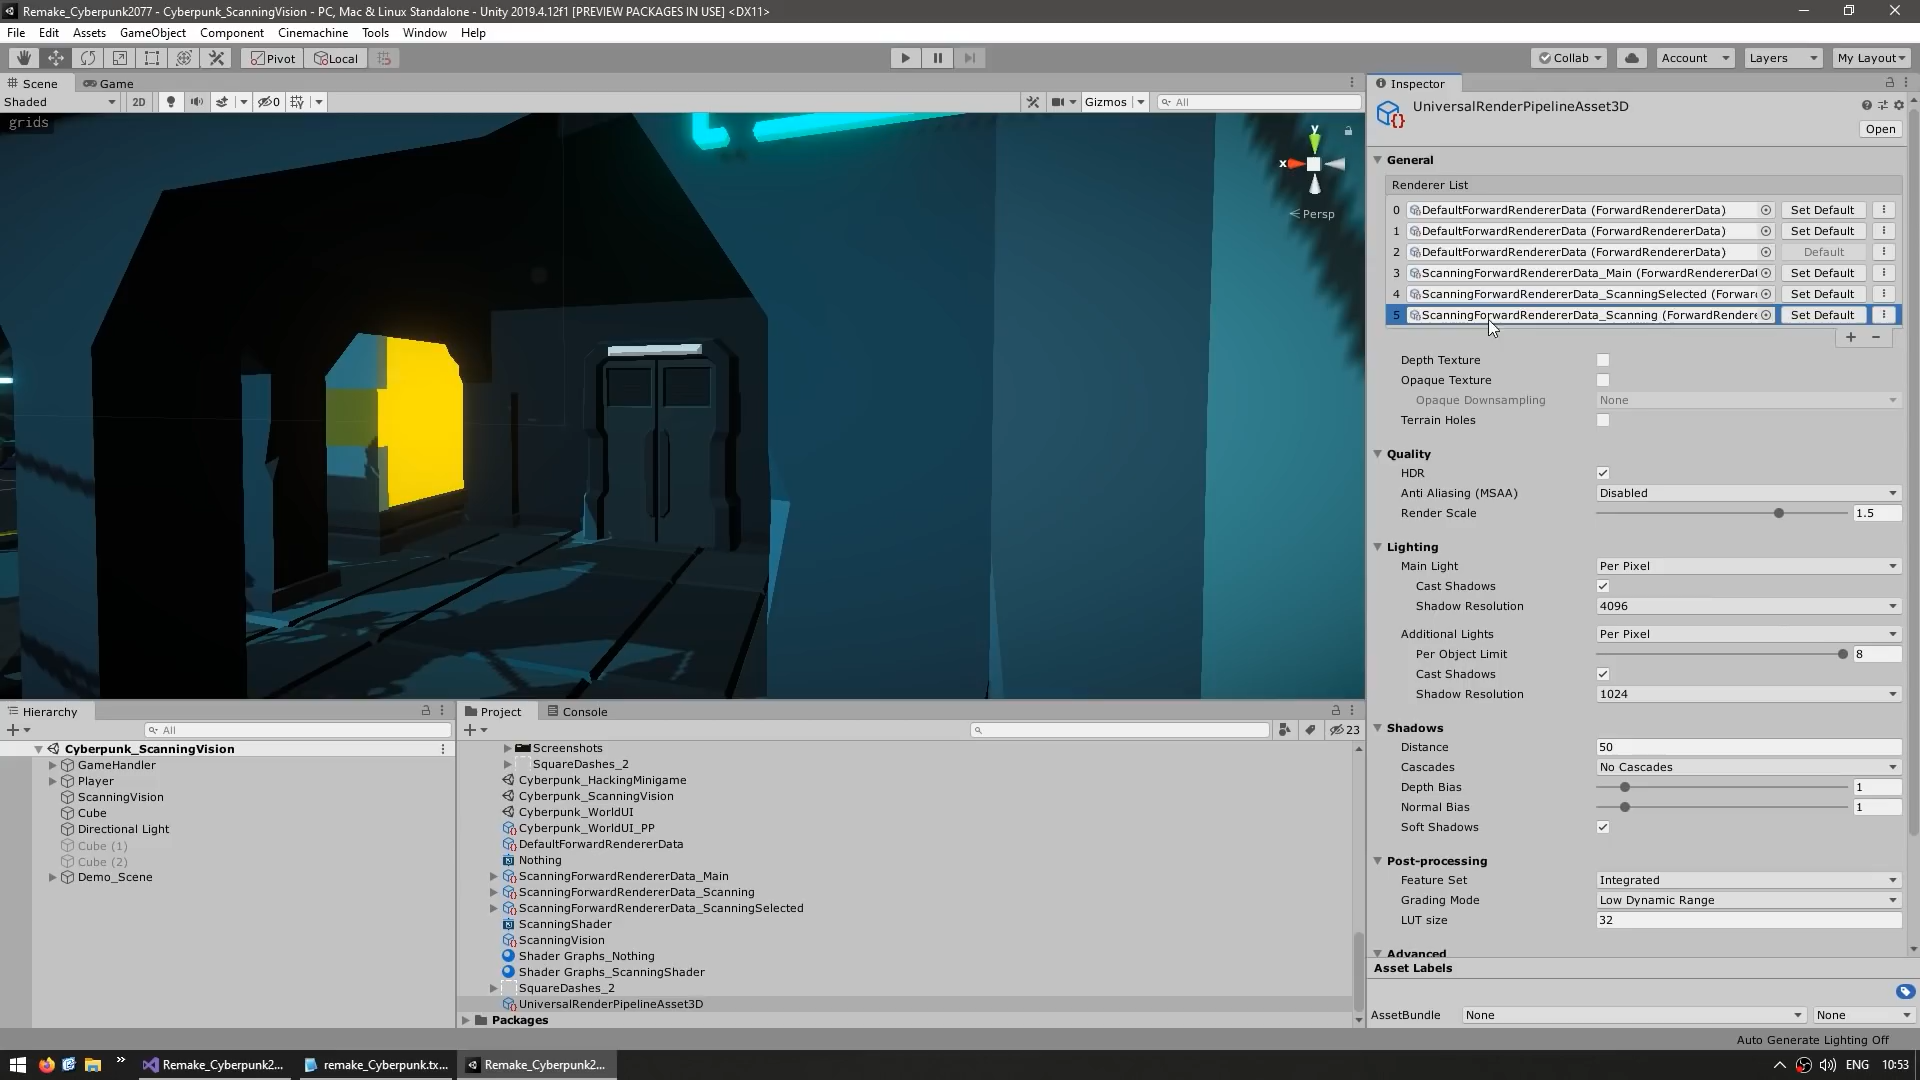 Remake_Cyberpunk2077 - Cyberpunk_ScanningVision - PC, Mac & Linux Standalone - Unity 2019.4.12f1 [PREVIEW PACKAGES IN USE] <DX11>
File Edit Assets GameObject Component Cinemachine Tools Window Help
Pivot Local Collab Account Layers My Layout
Scene Game
Shaded 2D 0 Gizmos All
grids
y
x
Persp
Inspector
UniversalRenderPipelineAsset3D
Open
General
Renderer List
0 DefaultForwardRendererData (ForwardRendererData) Set Default
1 DefaultForwardRendererData (ForwardRendererData) Set Default
2 DefaultForwardRendererData (ForwardRendererData) Default
3 ScanningForwardRendererData_Main (ForwardRendererDat Set Default
4 ScanningForwardRendererData_ScanningSelected (Forward Set Default
5 ScanningForwardRendererData_Scanning (ForwardRendere Set Default
Depth Texture
Opaque Texture
Opaque Downsampling None
Terrain Holes
Quality
HDR
Anti Aliasing (MSAA) Disabled
Render Scale 1.5
Lighting
Main Light Per Pixel
Cast Shadows
Shadow Resolution 4096
Additional Lights Per Pixel
Per Object Limit 8
Cast Shadows
Shadow Resolution 1024
Shadows
Distance 50
Cascades No Cascades
Depth Bias 1
Normal Bias 1
Soft Shadows
Post-processing
Feature Set Integrated
Grading Mode Low Dynamic Range
LUT size 32
Advanced
Asset Labels
AssetBundle None None
Hierarchy
All
Cyberpunk_ScanningVision
GameHandler
Player
ScanningVision
Cube
Directional Light
Cube (1)
Cube (2)
Demo_Scene
Project Console
23
Screenshots
SquareDashes_2
Cyberpunk_HackingMinigame
Cyberpunk_ScanningVision
Cyberpunk_WorldUI
Cyberpunk_WorldUI_PP
DefaultForwardRendererData
Nothing
ScanningForwardRendererData_Main
ScanningForwardRendererData_Scanning
ScanningForwardRendererData_ScanningSelected
ScanningShader
ScanningVision
Shader Graphs_Nothing
Shader Graphs_ScanningShader
SquareDashes_2
UniversalRenderPipelineAsset3D
Packages
Auto Generate Lighting Off
Remake_Cyberpunk2... remake_Cyberpunk.tx... Remake_Cyberpunk2... ENG 10:53